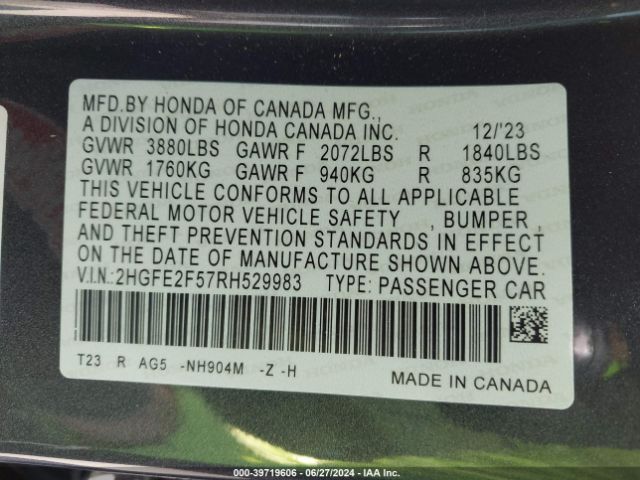 MFD.BY HONDA OF CANADA MFG.,
A DIVISION OF HONDA CANADA INC. 12/'23
GVWR 3880LBS GAWR F 2072LBS R 1840LBS
GVWR 1760KG GAWR F 940KG R 835KG
THIS VEHICLE CONFORMS TO ALL APPLICABLE
FEDERAL MOTOR VEHICLE SAFETY , BUMPER ,
AND THEFT PREVENTION STANDARDS IN EFFECT
ON THE DATE OF MANUFACTURE SHOWN ABOVE.
V.I.N.:2HGFE2F57RH529983 TYPE: PASSENGER CAR
T23 R AG5 -NH904M -Z -H
MADE IN CANADA
000-39719606 - 06/27/2024 - IAA Inc.